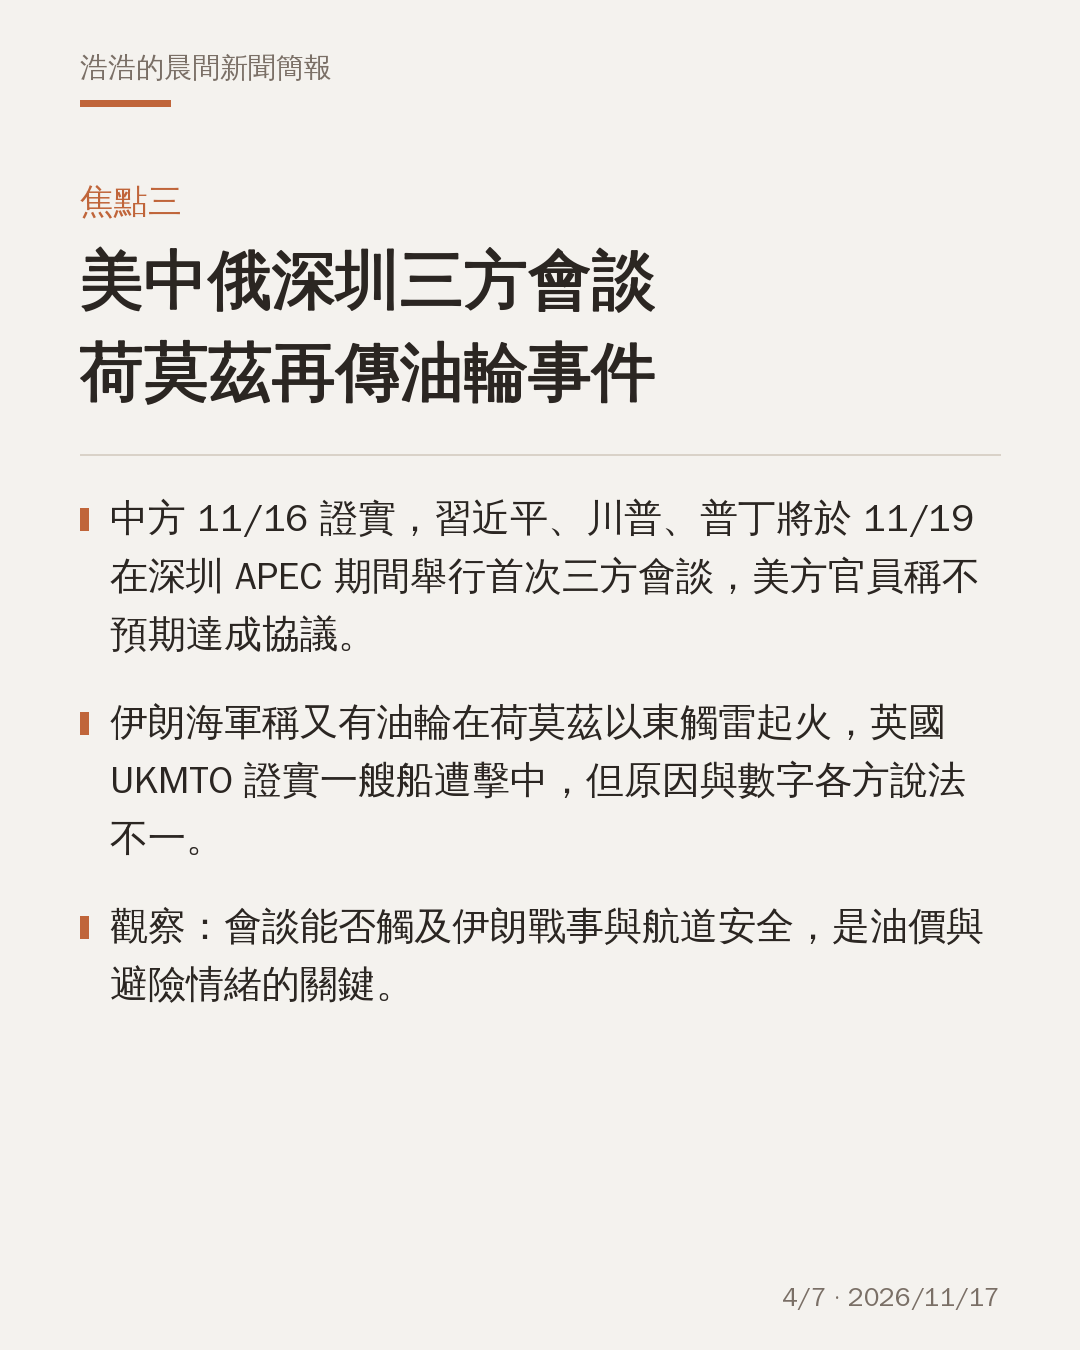 浩浩的晨間新聞簡報
焦點三
美中俄深圳三方會談
荷莫茲再傳油輪事件
中方 11/16 證實，習近平、川普、普丁將於 11/19
在深圳 APEC 期間舉行首次三方會談，美方官員稱不
預期達成協議。
伊朗海軍稱又有油輪在荷莫茲以東觸雷起火，英國
UKMTO 證實一艘船遭擊中，但原因與數字各方說法
不一。
觀察：會談能否觸及伊朗戰事與航道安全，是油價與
避險情緒的關鍵。
4/7 · 2026/11/17